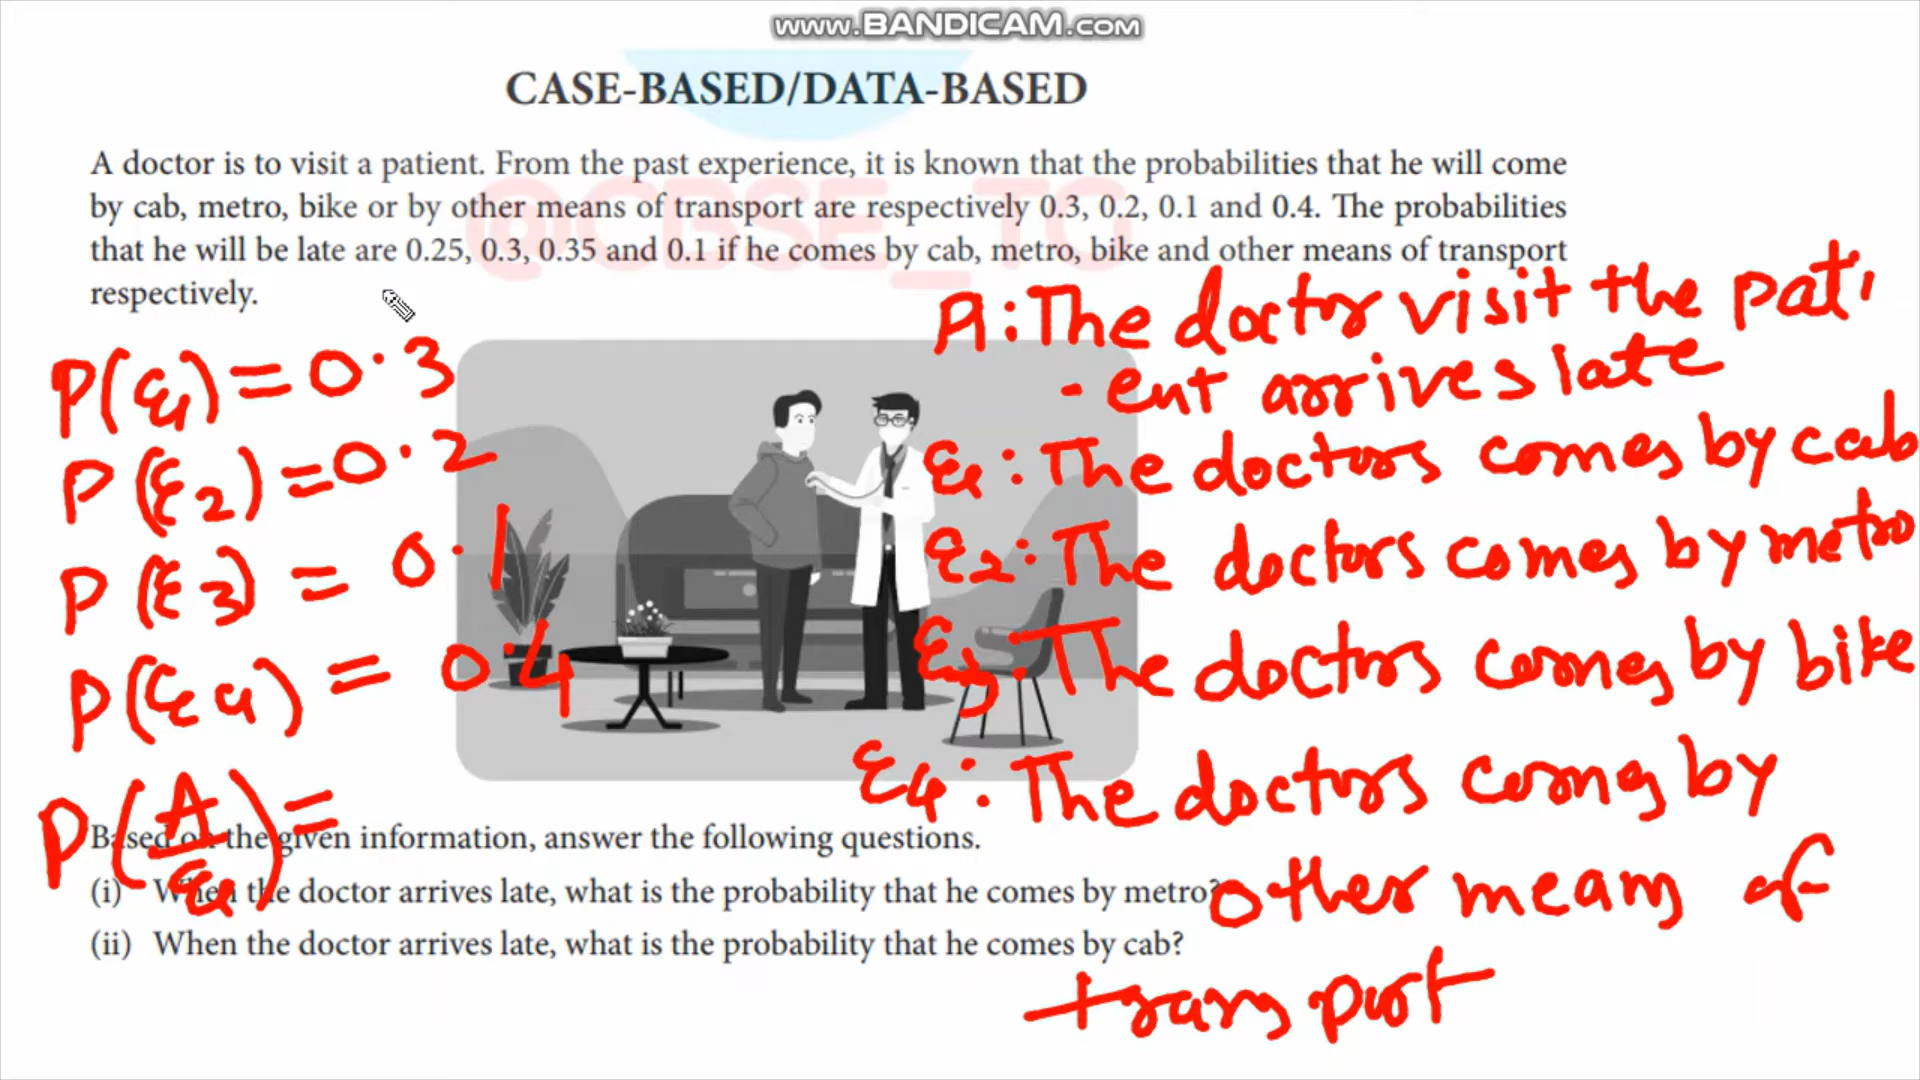 www.BANDICAM.com
CASE-BASED/DATA-BASED
A doctor is to visit a patient. From the past experience, it is known that the probabilities that he will come
by cab, metro, bike or by other means of transport are respectively 0.3, 0.2, 0.1 and 0.4. The probabilities
that he will be late are 0.25, 0.3, 0.35 and 0.1 if he comes by cab, metro, bike and other means of transport
respectively.
@CBSE_TG
A: The doctor visit the pati
- ent arrives late
E1: The doctors comes by cab
E2: The doctors comes by metro
E3: The doctors comes by bike
E4: The doctors comes by
other means of
transport
P(E1) = 0.3
P(E2) = 0.2
P(E3) = 0.1
P(E4) = 0.4
P(A/E1) =
Based on the given information, answer the following questions.
(i) When the doctor arrives late, what is the probability that he comes by metro?
(ii) When the doctor arrives late, what is the probability that he comes by cab?